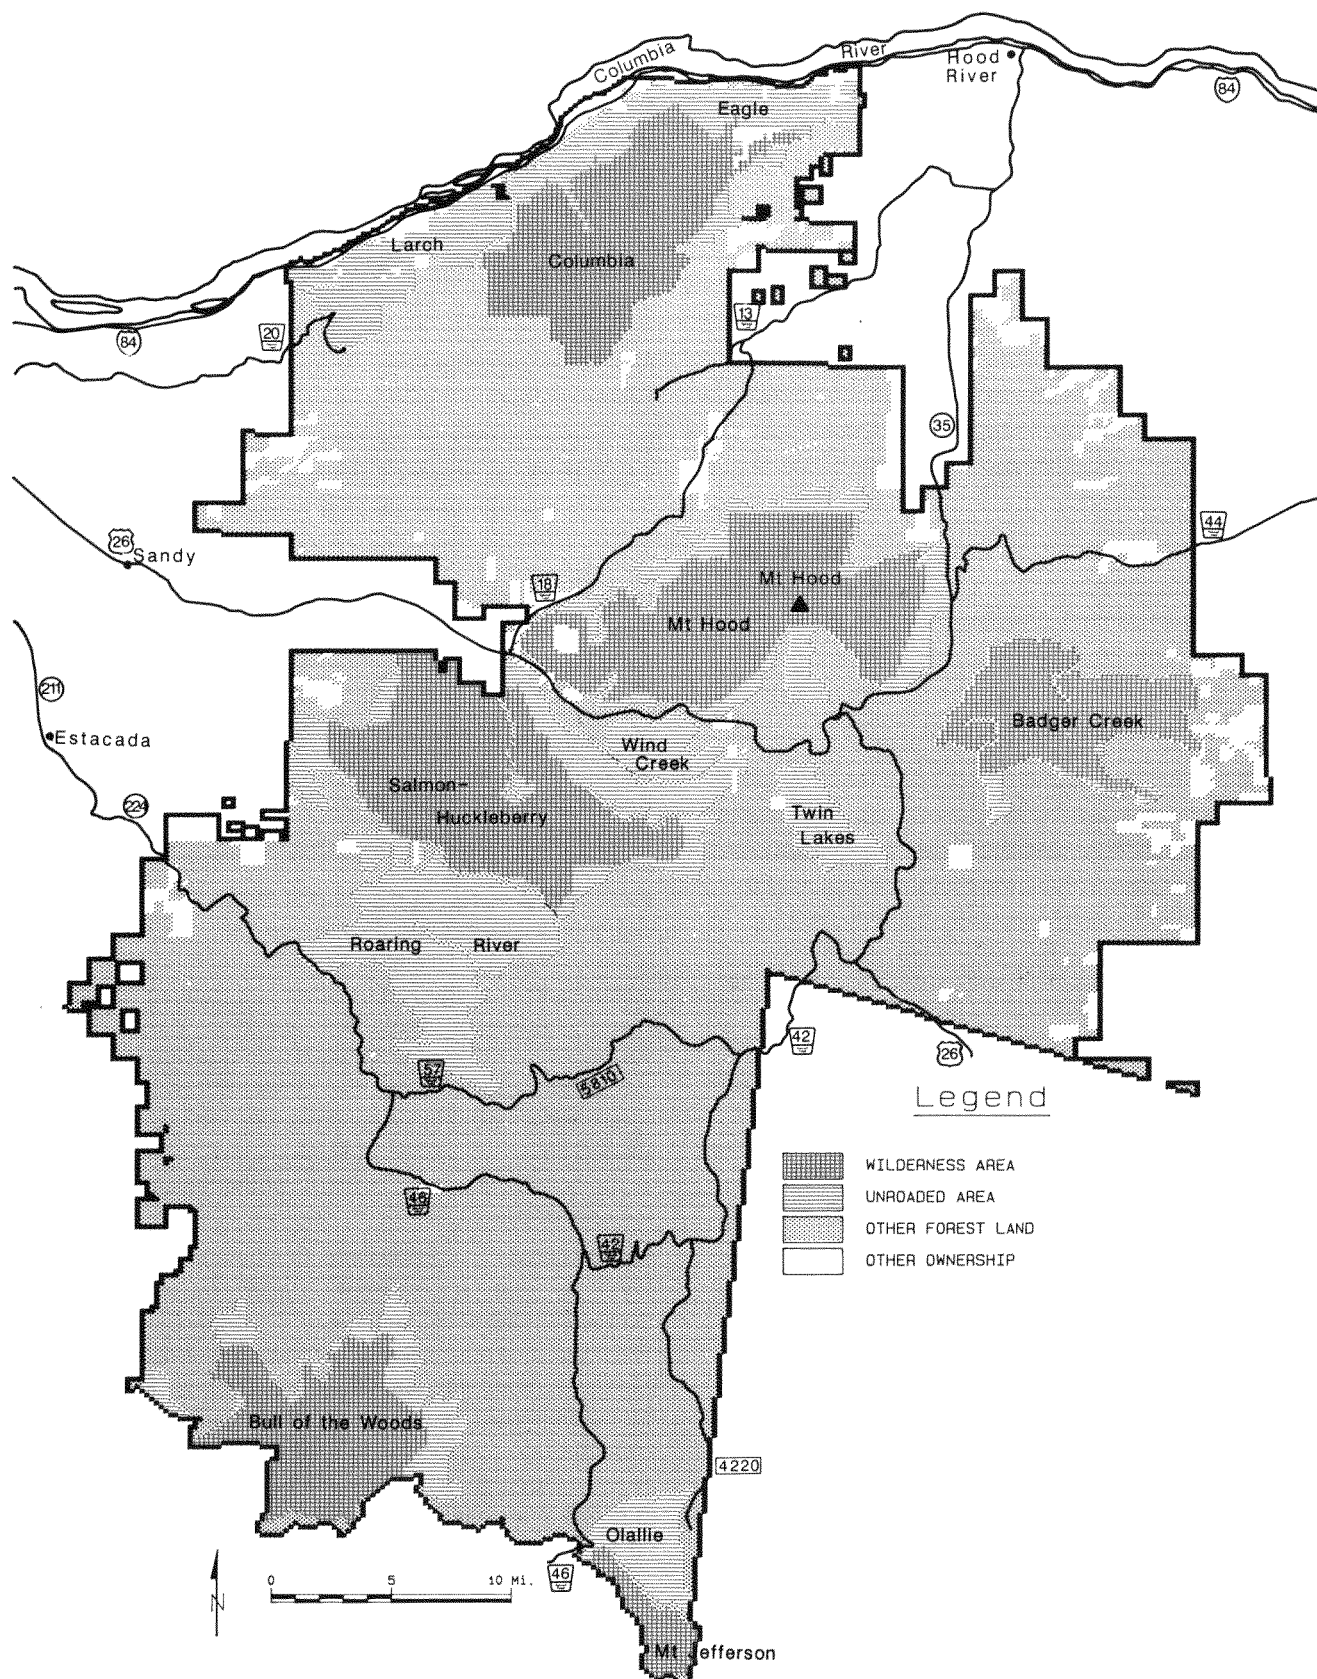 Columbia
River
Hood
River
84
Eagle
Larch
Columbia
20
84
13
35
26
Sandy
44
18
Mt Hood
Mt Hood
211
Estacada
Badger Creek
Wind
Creek
Salmon-
Huckleberry
224
Twin
Lakes
Roaring River
42
26
57
5810
Legend
WILDERNESS AREA
UNROADED AREA
OTHER FOREST LAND
OTHER OWNERSHIP
46
42
Bull of the Woods
4220
Olallie
46
N
0 5 10 Mi.
Mt Jefferson